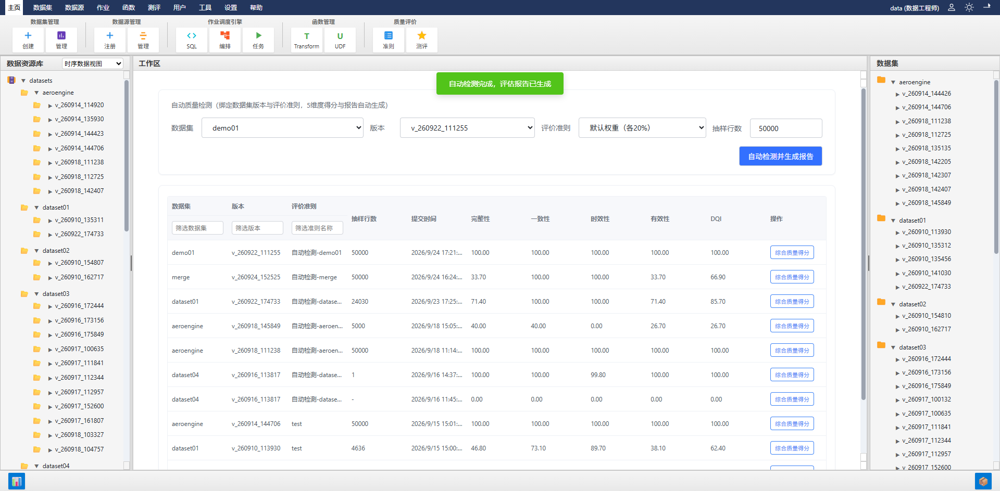 主页 数据集 数据源 作业 函数 测评 用户 工具 设置 帮助 data (数据工程师)
数据集管理 数据源管理 作业调度引擎 函数管理 质量评价
创建 管理 注册 管理 SQL 编排 任务 T Transform U UDF 准则 测评
数据资源库 时序数据视图
datasets
aeroengine
v_260914_114920
v_260914_135930
v_260914_144423
v_260914_144706
v_260918_111238
v_260918_112725
v_260918_142407
dataset01
v_260910_135311
v_260922_174733
dataset02
v_260910_154807
v_260910_162717
dataset03
v_260916_172444
v_260916_173156
v_260916_175849
v_260917_100635
v_260917_111841
v_260917_112344
v_260917_112957
v_260917_152600
v_260917_161807
v_260918_103327
v_260918_104757
dataset04
工作区
自动检测完成，评估报告已生成
自动质量检测（绑定数据集版本与评价准则，5维度得分与报告自动生成）
数据集 demo01 版本 v_260922_111255 评价准则 默认权重（各20%） 抽样行数 50000
自动检测并生成报告
数据集 版本 评价准则 抽样行数 提交时间 完整性 一致性 时效性 有效性 DQI 操作
筛选数据集 筛选版本 筛选准则名称
demo01 v_260922_111255 自动检测-demo01 50000 2026/9/24 17:21:... 100.00 100.00 100.00 100.00 100.00 综合质量得分
merge v_260924_152525 自动检测-merge 50000 2026/9/24 16:24:... 33.70 100.00 100.00 33.70 66.90 综合质量得分
dataset01 v_260922_174733 自动检测-datase... 24030 2026/9/23 17:25:... 71.40 100.00 100.00 71.40 85.70 综合质量得分
aeroengine v_260918_145849 自动检测-aeroen... 5000 2026/9/18 15:05:... 40.00 40.00 0.00 26.70 26.70 综合质量得分
aeroengine v_260918_111238 自动检测-aeroen... 50000 2026/9/18 11:14:... 100.00 100.00 100.00 100.00 100.00 综合质量得分
dataset04 v_260916_113817 自动检测-datase... 1 2026/9/16 14:37:... 100.00 100.00 99.80 100.00 100.00 综合质量得分
dataset04 v_260916_113817 自动检测-datase... - 2026/9/16 11:45:... 0.00 0.00 0.00 0.00 0.00 综合质量得分
aeroengine v_260914_144706 test 50000 2026/9/15 15:01:... 100.00 100.00 100.00 100.00 100.00 综合质量得分
dataset01 v_260910_113930 test 4636 2026/9/15 15:00:... 46.80 73.10 89.70 38.10 62.40 综合质量得分
数据集
aeroengine
v_260914_144426
v_260914_144706
v_260918_111238
v_260918_112725
v_260918_135135
v_260918_142205
v_260918_142307
v_260918_142407
v_260918_145849
dataset01
v_260910_113930
v_260910_135312
v_260910_135456
v_260910_141030
v_260922_174733
dataset02
v_260910_154810
v_260910_162717
dataset03
v_260916_172444
v_260916_173156
v_260916_175849
v_260917_100132
v_260917_100635
v_260917_111841
v_260917_112344
v_260917_112957
v_260917_152600